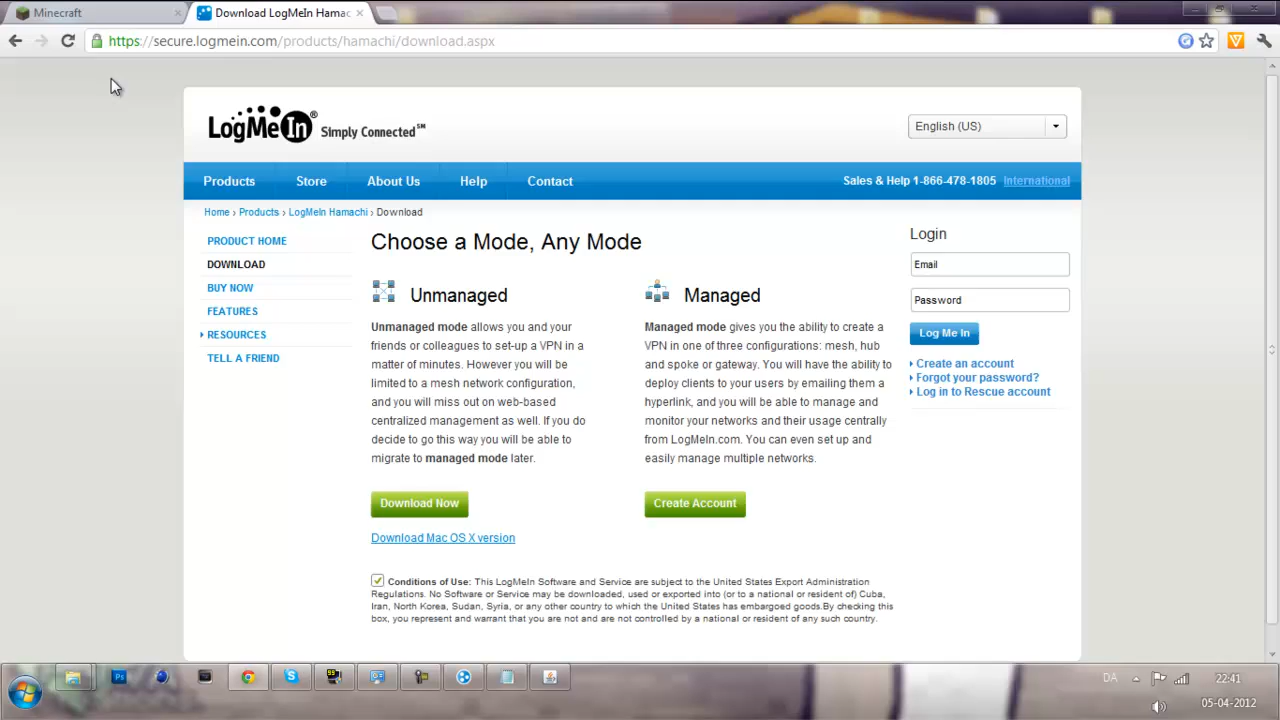 Minecraft
Download LogMeIn Hamac
https://secure.logmein.com/products/hamachi/download.aspx
LogMeIn® Simply Connected℠
English (US)
Products Store About Us Help Contact
Sales & Help 1-866-478-1805 International
Home › Products › LogMeIn Hamachi › Download
PRODUCT HOME
DOWNLOAD
BUY NOW
FEATURES
RESOURCES
TELL A FRIEND
Choose a Mode, Any Mode
Unmanaged
Unmanaged mode allows you and your
friends or colleagues to set-up a VPN in a
matter of minutes. However you will be
limited to a mesh network configuration,
and you will miss out on web-based
centralized management as well. If you do
decide to go this way you will be able to
migrate to managed mode later.
Download Now
Download Mac OS X version
Managed
Managed mode gives you the ability to create a
VPN in one of three configurations: mesh, hub
and spoke or gateway. You will have the ability to
deploy clients to your users by emailing them a
hyperlink, and you will be able to manage and
monitor your networks and their usage centrally
from LogMeIn.com. You can even set up and
easily manage multiple networks.
Create Account
Conditions of Use: This LogMeIn Software and Service are subject to the United States Export Administration
Regulations. No Software or Service may be downloaded, used or exported into (or to a national or resident of) Cuba,
Iran, North Korea, Sudan, Syria, or any other country to which the United States has embargoed goods.By checking this
box, you represent and warrant that you are not and are not controlled by a national or resident of any such country.
Login
Email
Password
Log Me In
Create an account
Forgot your password?
Log in to Rescue account
Ps
DA
22:41
05-04-2012